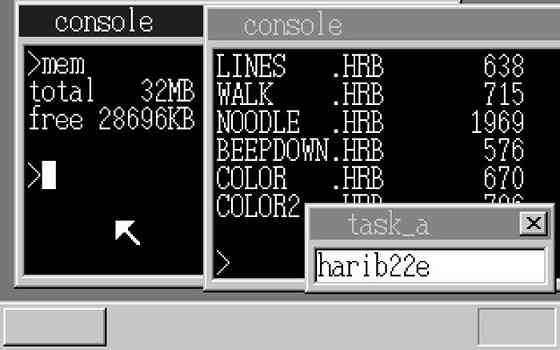 console
>mem
total 32MB
free 28696KB
>
console
LINES .HRB 638
WALK .HRB 715
NOODLE .HRB 1969
BEEPDOWN.HRB 576
COLOR .HRB 670
COLOR2
>
task_a
harib22e